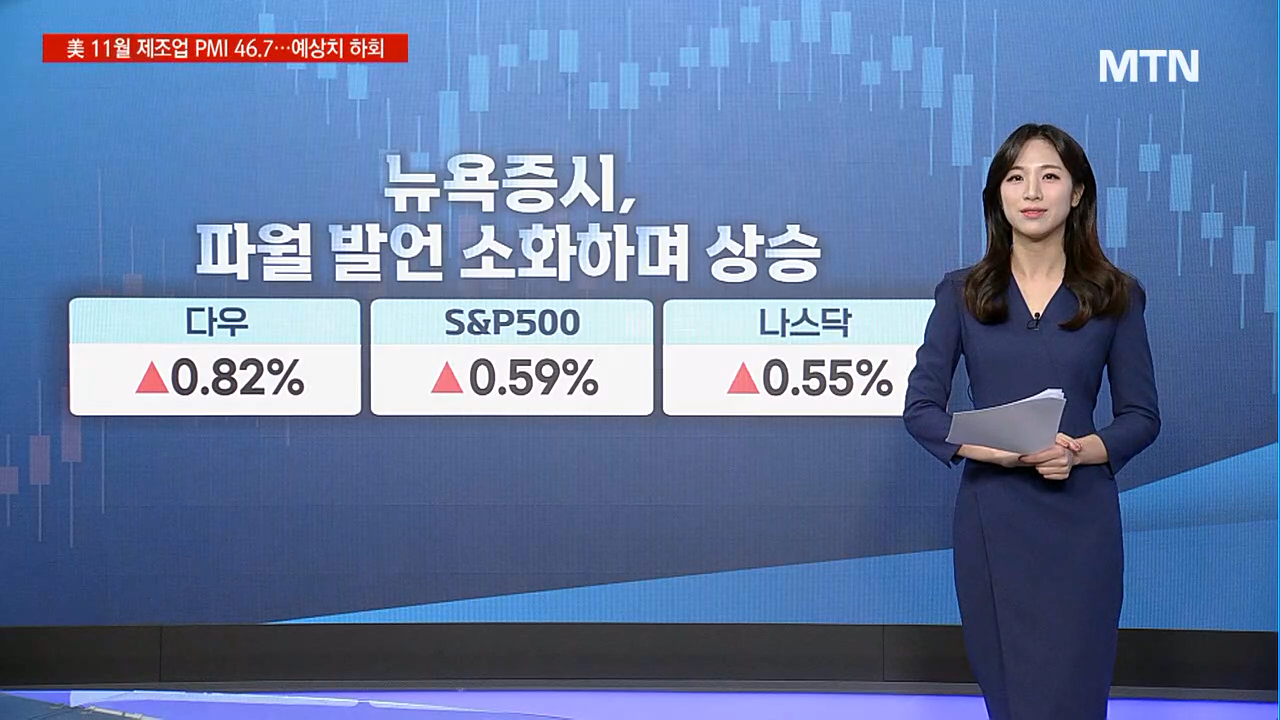 美 11월 제조업 PMI 46.7…예상치 하회
MTN
뉴욕증시,
파월 발언 소화하며 상승
다우
S&P500
나스닥
▲0.82%
▲0.59%
▲0.55%